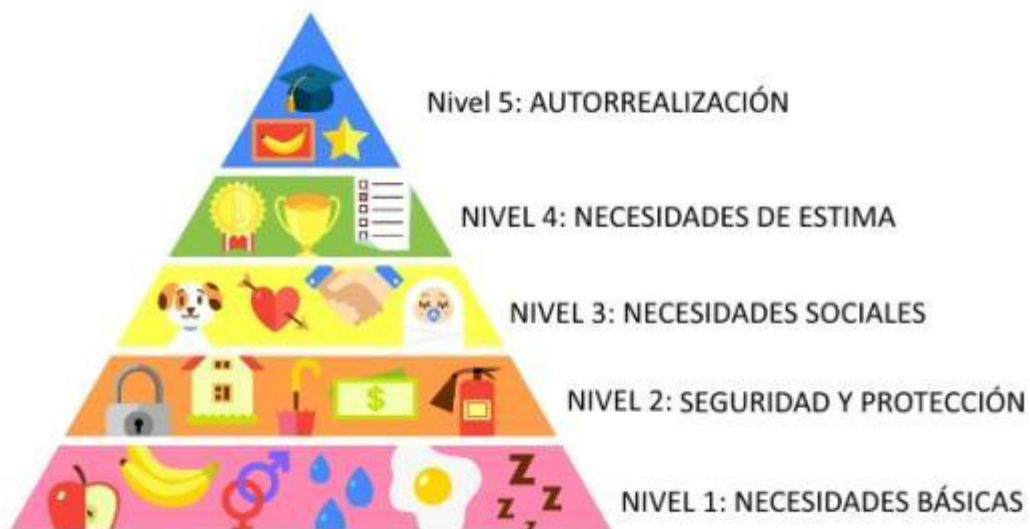 Nivel 5: AUTORREALIZACIÓN
NIVEL 4: NECESIDADES DE ESTIMA
NIVEL 3: NECESIDADES SOCIALES
$
NIVEL 2: SEGURIDAD Y PROTECCIÓN
Z
Z Z
Z
NIVEL 1: NECESIDADES BÁSICAS